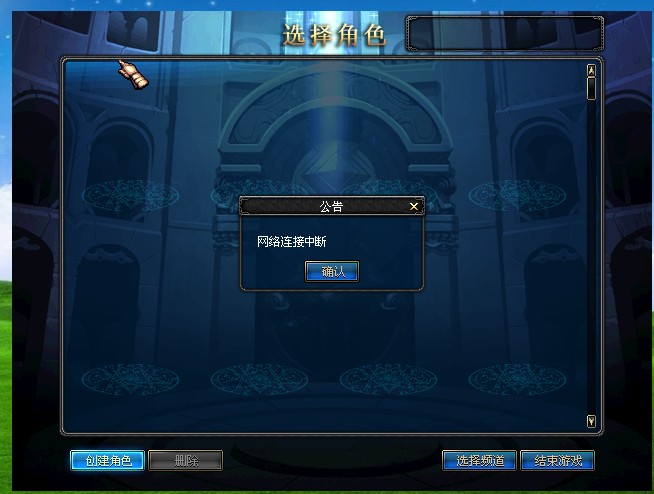 选择角色
公告
网络连接中断
确认
创建角色
删除
选择频道
结束游戏